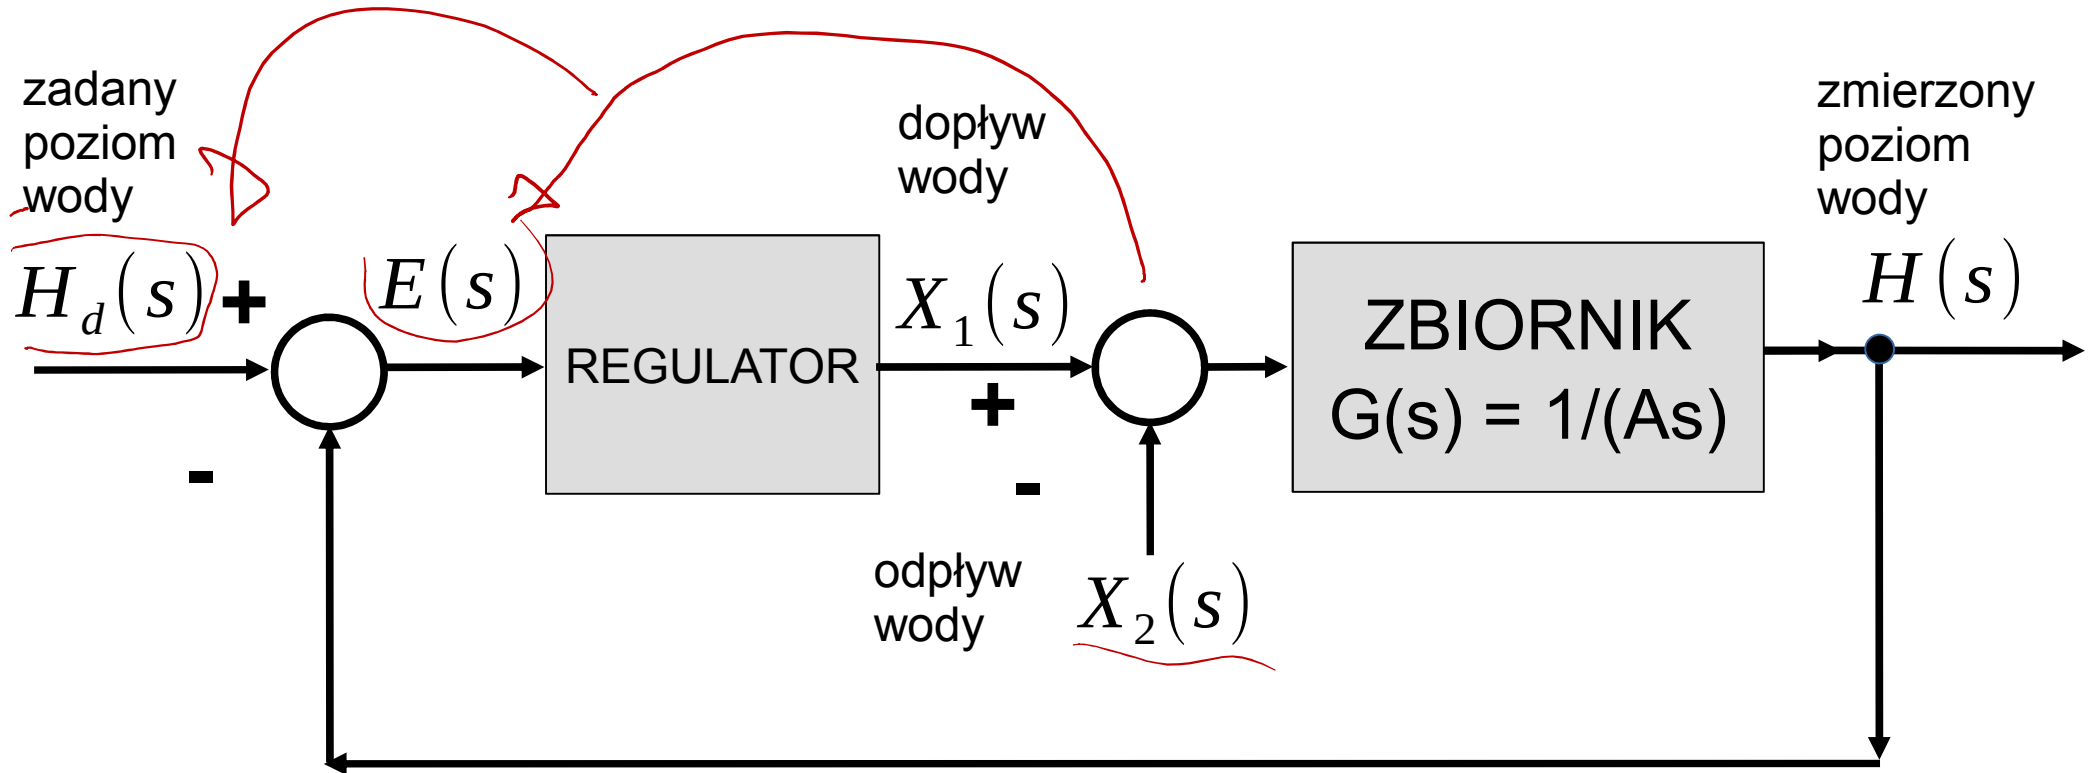 zadany
poziom
wody
H_d(s) +
-
E(s)
REGULATOR
dopływ
wody
X_1(s)
+
-
odpływ
wody
X_2(s)
ZBIORNIK
G(s) = 1/(As)
zmierzony
poziom
wody
H(s)